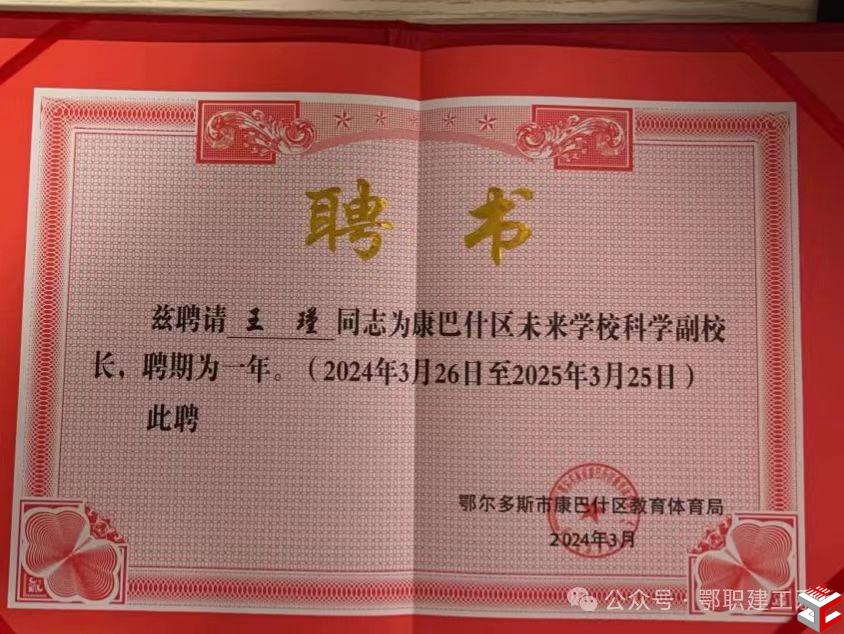 聘 书
兹聘请 王 瑾 同志为康巴什区未来学校科学副校
长，聘期为一年。（2024年3月26日至2025年3月25日）
此聘
鄂尔多斯市康巴什区教育体育局
2024年3月
公众号·鄂职建工